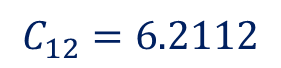 C₁₂ = 6.2112